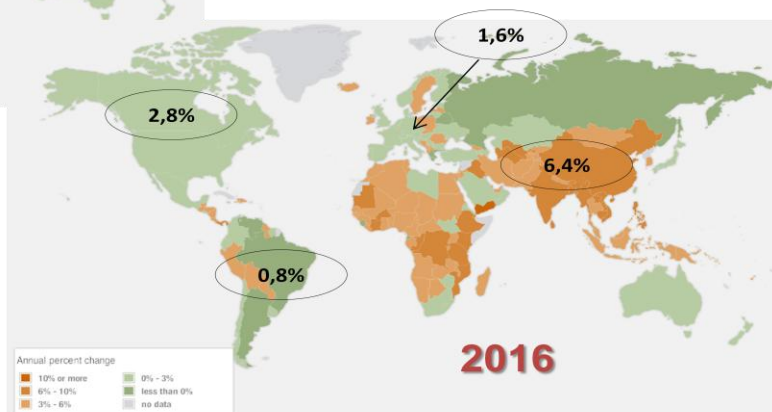 1,6%
2,8%
6,4%
0,8%
2016
Annual percent change
10% or more
6% - 10%
3% - 6%
0% - 3%
less than 0%
no data